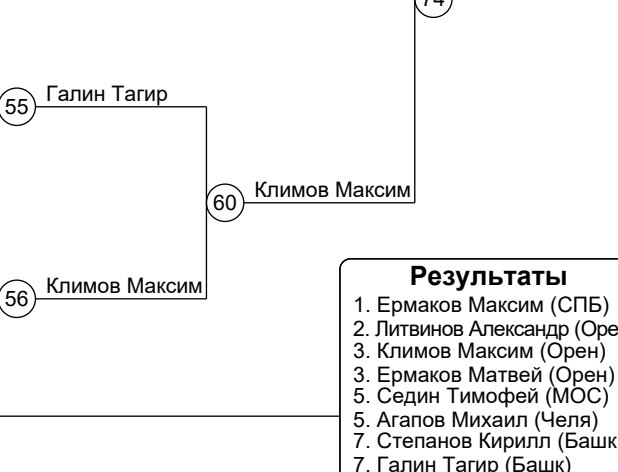 74
55 Галин Тагир
60 Климов Максим
56 Климов Максим
Результаты
1. Ермаков Максим (СПБ)
2. Литвинов Александр (Оре
3. Климов Максим (Орен)
3. Ермаков Матвей (Орен)
5. Седин Тимофей (МОС)
5. Агапов Михаил (Челя)
7. Степанов Кирилл (Башк
7. Галин Тагир (Башк)